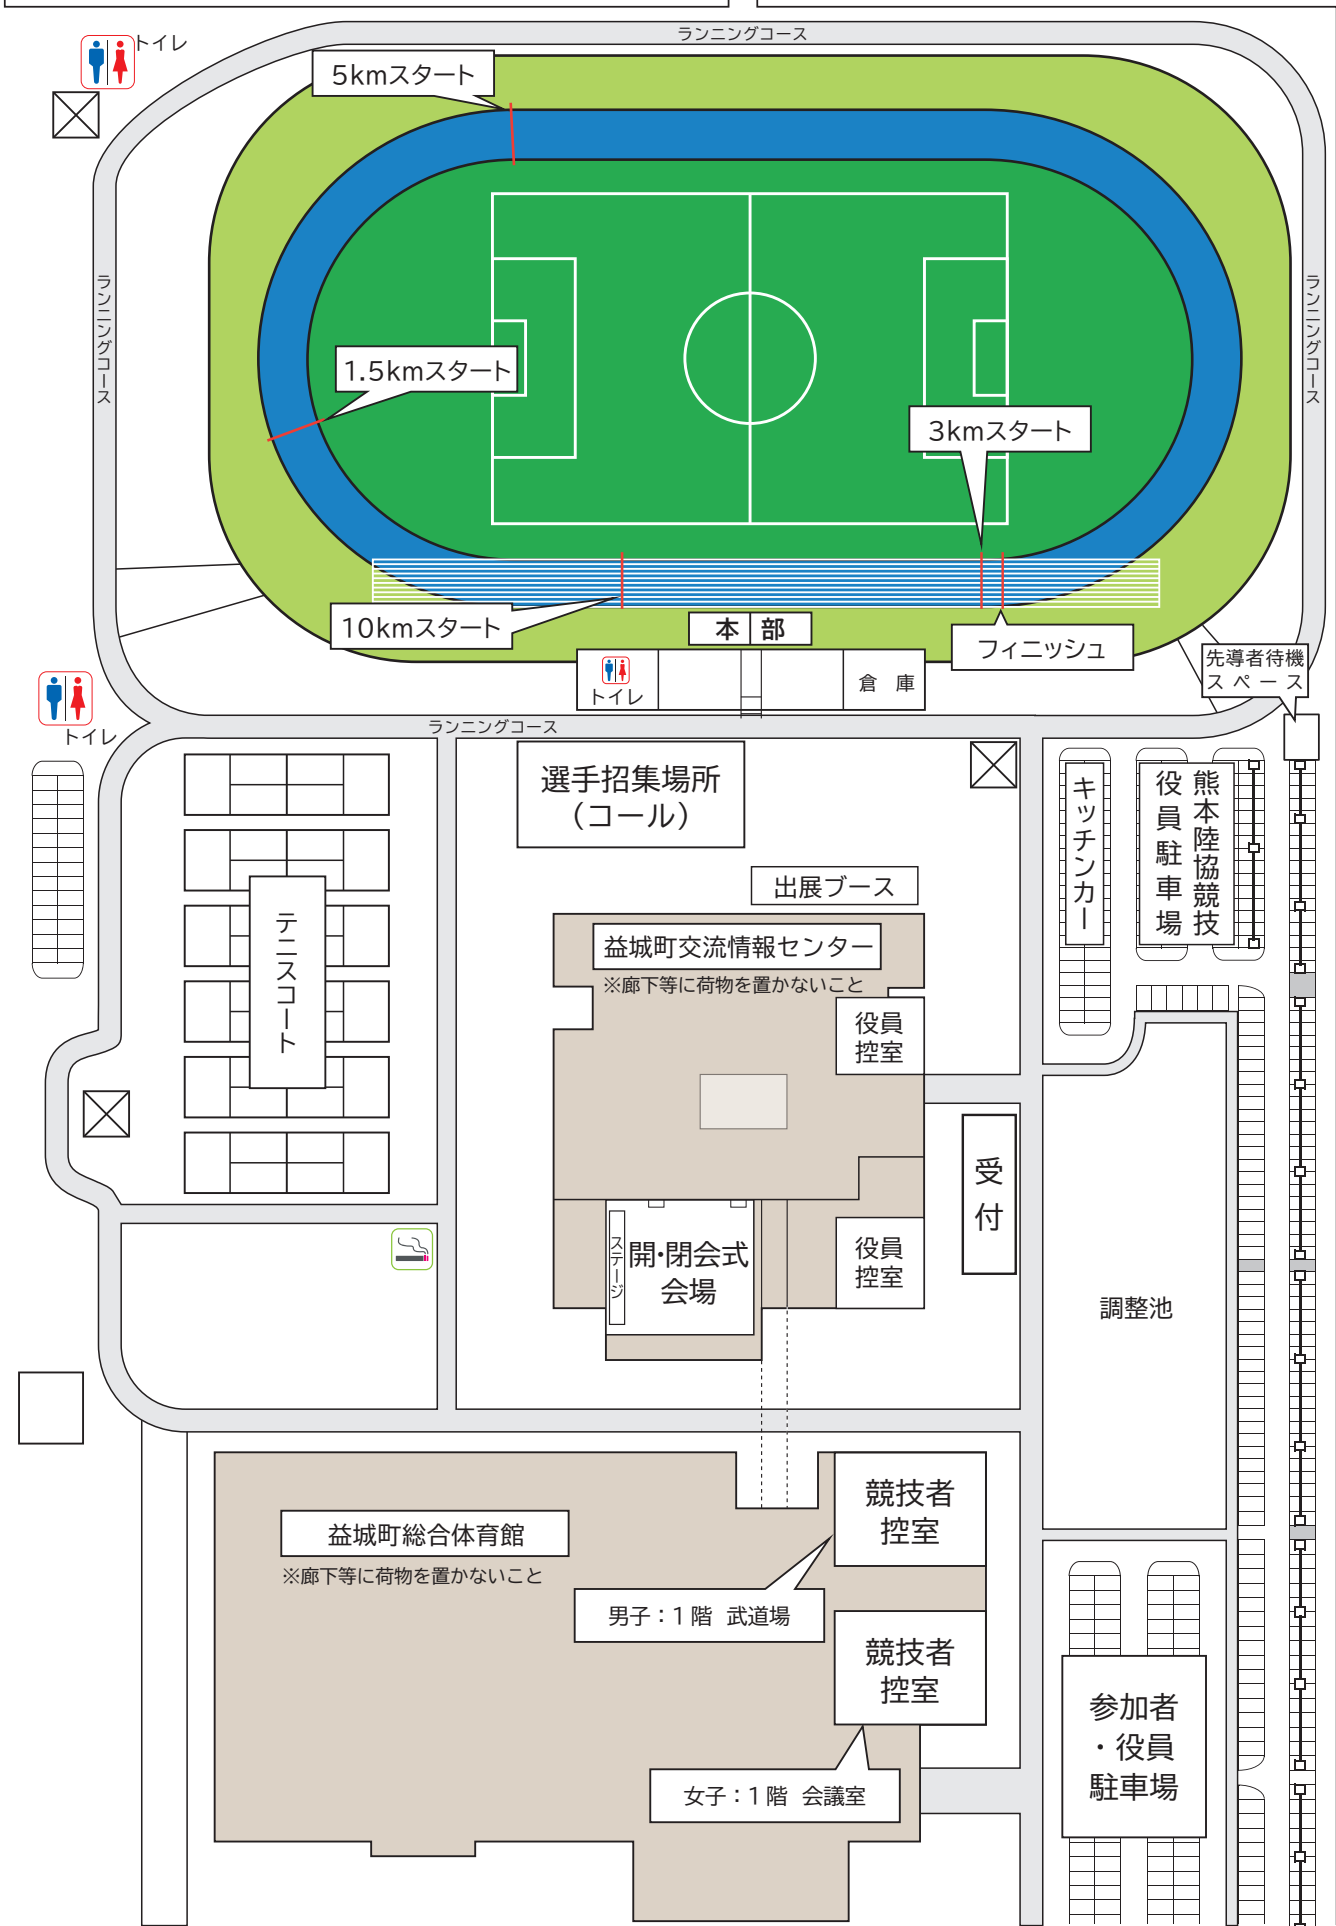 トイレ
ランニングコース
5kmスタート
ランニングコース
ランニングコース
1.5kmスタート
3kmスタート
10kmスタート
本部
フィニッシュ
先導者待機
スペース
トイレ
倉庫
トイレ
ランニングコース
選手招集場所
（コール）
キッチンカー
熊本陸協競技
役員駐車場
出展ブース
テニスコート
益城町交流情報センター
※廊下等に荷物を置かないこと
役員
控室
受付
ステージ
開・閉会式
会場
役員
控室
調整池
競技者
控室
益城町総合体育館
※廊下等に荷物を置かないこと
男子：1階 武道場
競技者
控室
参加者
・役員
駐車場
女子：1階 会議室